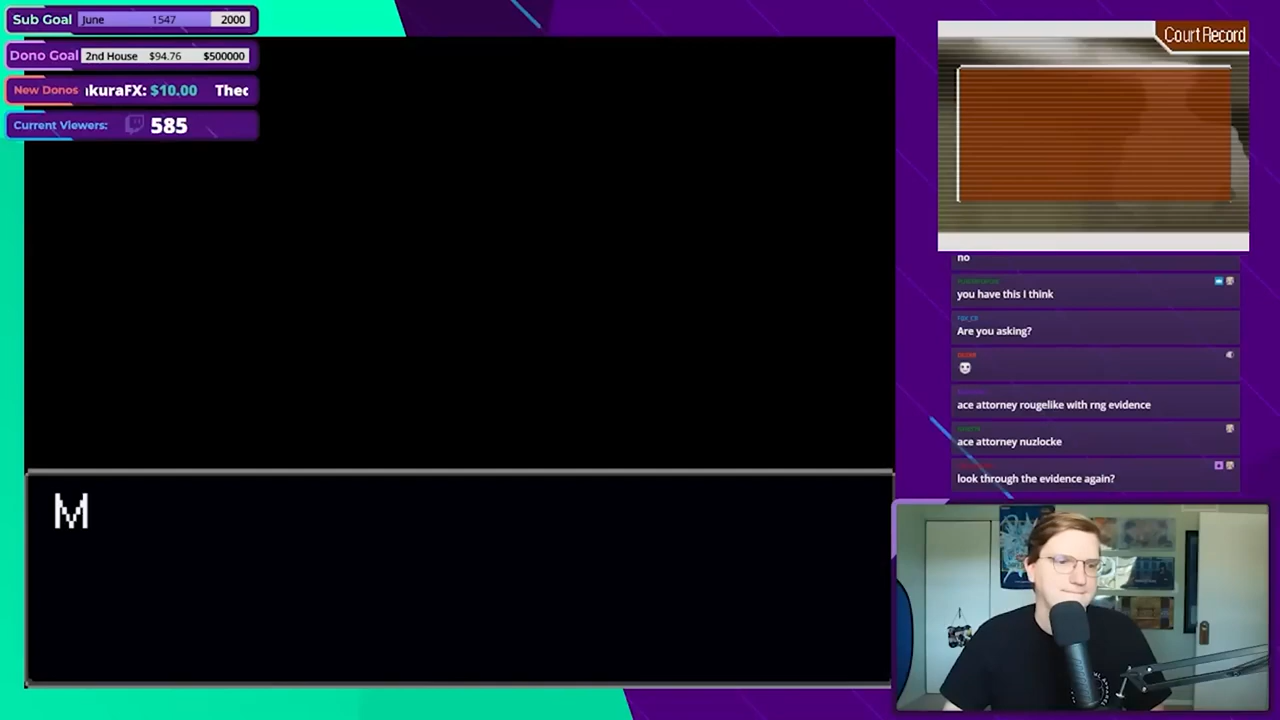 Sub Goal June 1547 2000
Dono Goal 2nd House $94.76 $500000
New Donos ıkuraFX: $10.00 Thec
Current Viewers: 585
Court Record
no
you have this I think
Are you asking?
ace attorney rougelike with rng evidence
ace attorney nuzlocke
look through the evidence again?
M